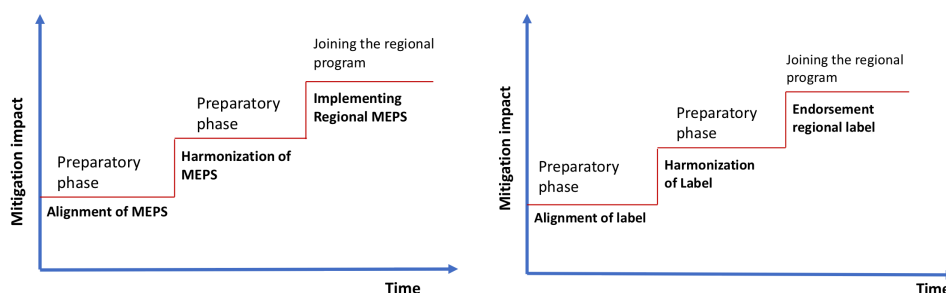 Mitigation impact
Joining the regional
program
Preparatory
phase
Implementing
Regional MEPS
Preparatory
phase
Harmonization of
MEPS
Alignment of MEPS
Time
Mitigation impact
Joining the regional
program
Preparatory
phase
Endorsement
regional label
Preparatory
phase
Harmonization
of Label
Alignment of label
Time